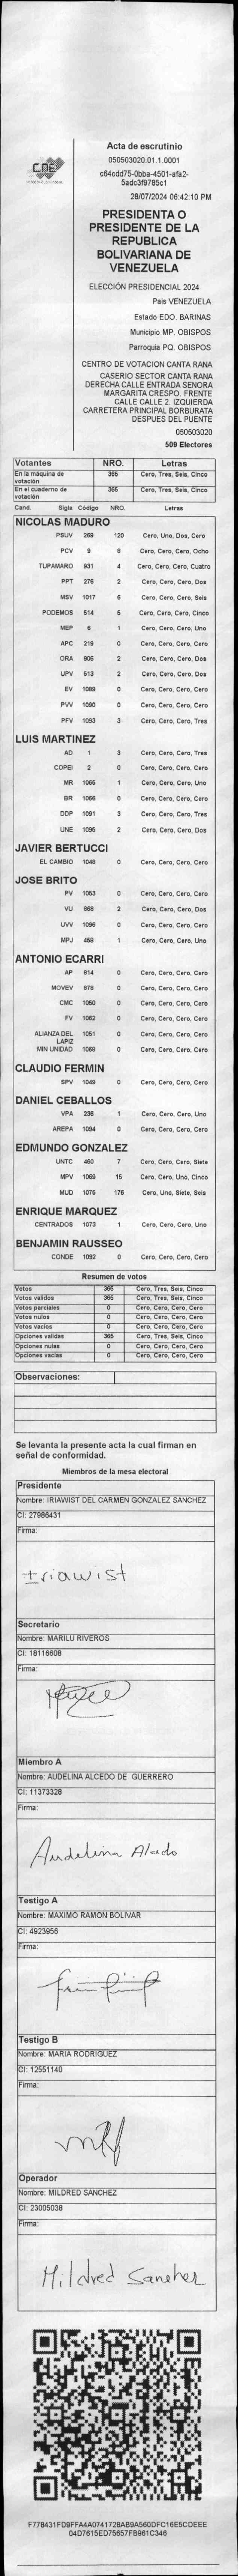 CNE
Acta de escrutinio
050503020.01.1.0001
c64cdd75-0bba-4501-afa2-
5adc3f9785c1
28/07/2024 06:42:10 PM
PRESIDENTA O
PRESIDENTE DE LA
REPUBLICA
BOLIVARIANA DE
VENEZUELA
ELECCIÓN PRESIDENCIAL 2024
Pais VENEZUELA
Estado EDO. BARINAS
Municipio MP. OBISPOS
Parroquia PQ. OBISPOS
CENTRO DE VOTACION CANTA RANA
CASERIO SECTOR CANTA RANA
DERECHA CALLE ENTRADA SENORA
MARGARITA CRESPO. FRENTE
CALLE CALLE 2. IZQUIERDA
CARRETERA PRINCIPAL BORBURATA
DESPUES DEL PUENTE
050503020
509 Electores
Votantes NRO. Letras
En la máquina de votación 365 Cero, Tres, Seis, Cinco
En el cuaderno de votación 365 Cero, Tres, Seis, Cinco
Cand. Sigla Código NRO. Letras
NICOLAS MADURO
PSUV 269 120 Cero, Uno, Dos, Cero
PCV 9 8 Cero, Cero, Cero, Ocho
TUPAMARO 931 4 Cero, Cero, Cero, Cuatro
PPT 276 2 Cero, Cero, Cero, Dos
MSV 1017 6 Cero, Cero, Cero, Seis
PODEMOS 514 5 Cero, Cero, Cero, Cinco
MEP 6 1 Cero, Cero, Cero, Uno
APC 219 0 Cero, Cero, Cero, Cero
ORA 906 2 Cero, Cero, Cero, Dos
UPV 513 2 Cero, Cero, Cero, Dos
EV 1089 0 Cero, Cero, Cero, Cero
PVV 1090 0 Cero, Cero, Cero, Cero
PFV 1093 3 Cero, Cero, Cero, Tres
LUIS MARTINEZ
AD 1 3 Cero, Cero, Cero, Tres
COPEI 2 0 Cero, Cero, Cero, Cero
MR 1065 1 Cero, Cero, Cero, Uno
BR 1066 0 Cero, Cero, Cero, Cero
DDP 1091 3 Cero, Cero, Cero, Tres
UNE 1095 2 Cero, Cero, Cero, Dos
JAVIER BERTUCCI
EL CAMBIO 1048 0 Cero, Cero, Cero, Cero
JOSE BRITO
PV 1053 0 Cero, Cero, Cero, Cero
VU 868 2 Cero, Cero, Cero, Dos
UVV 1096 0 Cero, Cero, Cero, Cero
MPJ 458 1 Cero, Cero, Cero, Uno
ANTONIO ECARRI
AP 814 0 Cero, Cero, Cero, Cero
MOVEV 878 0 Cero, Cero, Cero, Cero
CMC 1060 0 Cero, Cero, Cero, Cero
FV 1062 0 Cero, Cero, Cero, Cero
ALIANZA DEL LAPIZ 1051 0 Cero, Cero, Cero, Cero
MIN UNIDAD 1069 0 Cero, Cero, Cero, Cero
CLAUDIO FERMIN
SPV 1049 0 Cero, Cero, Cero, Cero
DANIEL CEBALLOS
VPA 236 1 Cero, Cero, Cero, Uno
AREPA 1094 0 Cero, Cero, Cero, Cero
EDMUNDO GONZALEZ
UNTC 460 7 Cero, Cero, Cero, Siete
MPV 1069 15 Cero, Cero, Uno, Cinco
MUD 1075 176 Cero, Uno, Siete, Seis
ENRIQUE MARQUEZ
CENTRADOS 1073 1 Cero, Cero, Cero, Uno
BENJAMIN RAUSSEO
CONDE 1092 0 Cero, Cero, Cero, Cero
Resumen de votos
Votos 365 Cero, Tres, Seis, Cinco
Votos validos 365 Cero, Tres, Seis, Cinco
Votos parciales 0 Cero, Cero, Cero, Cero
Votos nulos 0 Cero, Cero, Cero, Cero
Votos vacios 0 Cero, Cero, Cero, Cero
Opciones validas 365 Cero, Tres, Seis, Cinco
Opciones nulas 0 Cero, Cero, Cero, Cero
Opciones vacias 0 Cero, Cero, Cero, Cero
Observaciones:
Se levanta la presente acta la cual firman en
señal de conformidad.
Miembros de la mesa electoral
Presidente
Nombre: IRIAWIST DEL CARMEN GONZALEZ SANCHEZ
CI: 27986431
Firma:
Iriawist
Secretario
Nombre: MARILU RIVEROS
CI: 18116608
Firma:
Miembro A
Nombre: AUDELINA ALCEDO DE GUERRERO
CI: 11373328
Firma:
Audelina Alcedo
Testigo A
Nombre: MAXIMO RAMON BOLIVAR
CI: 4923956
Firma:
Testigo B
Nombre: MARIA RODRIGUEZ
CI: 12551140
Firma:
Operador
Nombre: MILDRED SANCHEZ
CI: 23005038
Firma:
Mildred Sanchez
F778431FD9FFA4A0741728AB9A560DFC16E5CDEEE
04D7615ED75657FB961C346